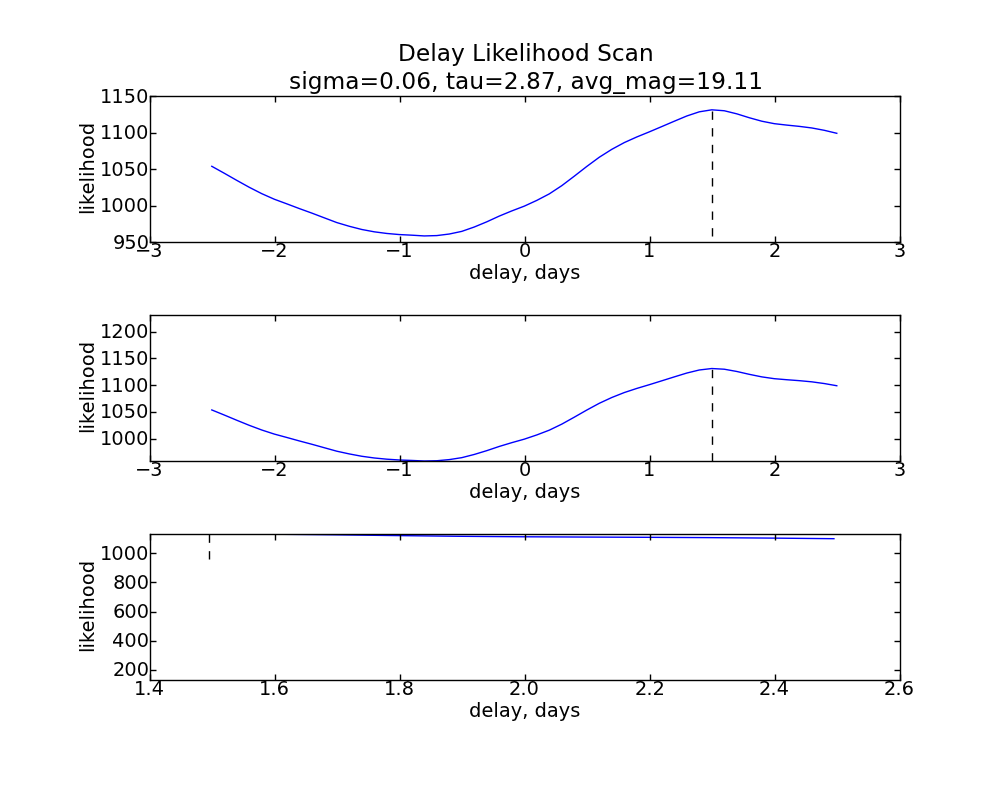 Delay Likelihood Scan
sigma=0.06, tau=2.87, avg_mag=19.11
1150
1100
1050
1000
950
likelihood
−3 −2 −1 0 1 2 3
delay, days
1200
1150
1100
1050
1000
likelihood
−3 −2 −1 0 1 2 3
delay, days
1000
800
600
400
200
likelihood
1.4 1.6 1.8 2.0 2.2 2.4 2.6
delay, days